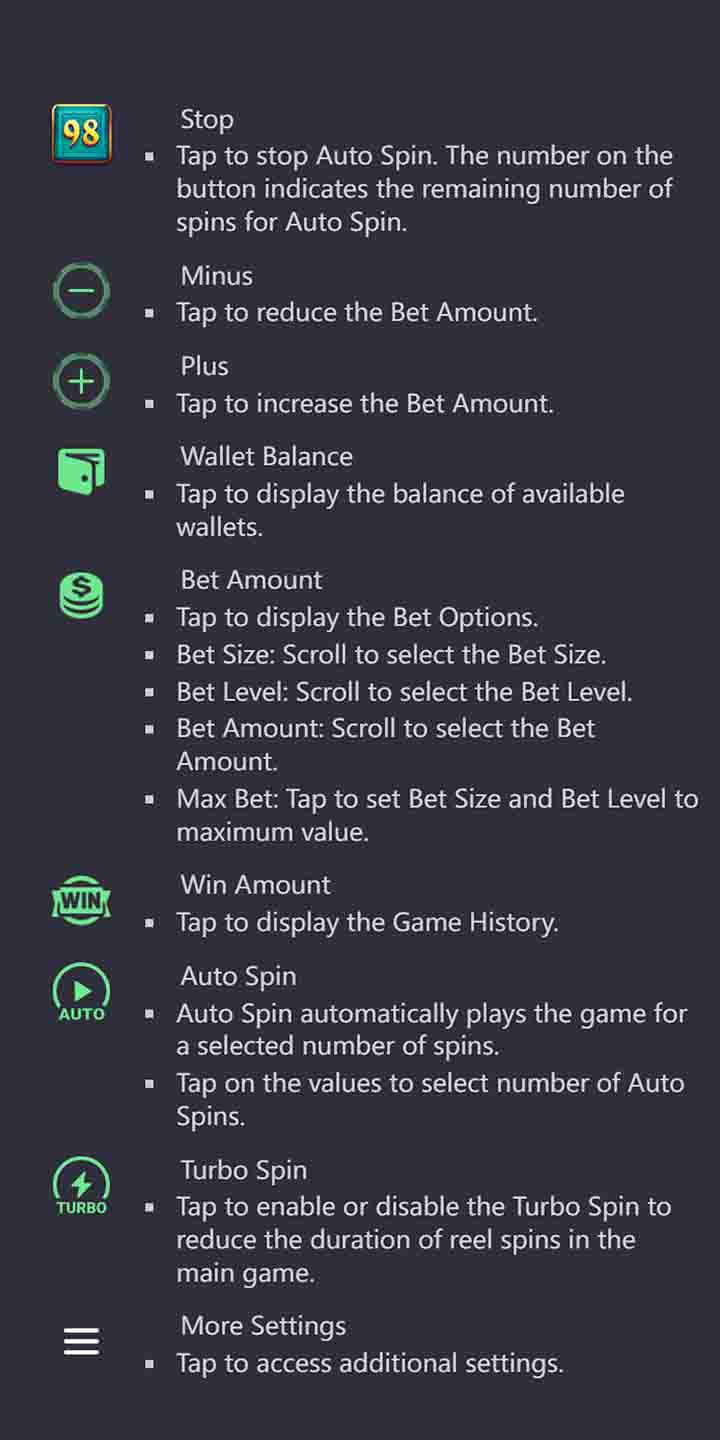 98
Stop
▪ Tap to stop Auto Spin. The number on the
button indicates the remaining number of
spins for Auto Spin.
Minus
▪ Tap to reduce the Bet Amount.
Plus
▪ Tap to increase the Bet Amount.
Wallet Balance
▪ Tap to display the balance of available
wallets.
$
Bet Amount
▪ Tap to display the Bet Options.
▪ Bet Size: Scroll to select the Bet Size.
▪ Bet Level: Scroll to select the Bet Level.
▪ Bet Amount: Scroll to select the Bet
Amount.
▪ Max Bet: Tap to set Bet Size and Bet Level to
maximum value.
WIN
Win Amount
▪ Tap to display the Game History.
AUTO
Auto Spin
▪ Auto Spin automatically plays the game for
a selected number of spins.
▪ Tap on the values to select number of Auto
Spins.
TURBO
Turbo Spin
▪ Tap to enable or disable the Turbo Spin to
reduce the duration of reel spins in the
main game.
More Settings
▪ Tap to access additional settings.